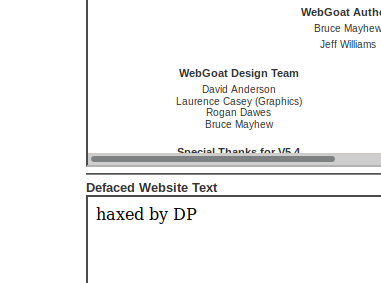 WebGoat Auth
Bruce Mayhew
Jeff Williams
WebGoat Design Team
David Anderson
Laurence Casey (Graphics)
Rogan Dawes
Bruce Mayhew
Special Thanks for V5.4
Defaced Website Text
haxed by DP